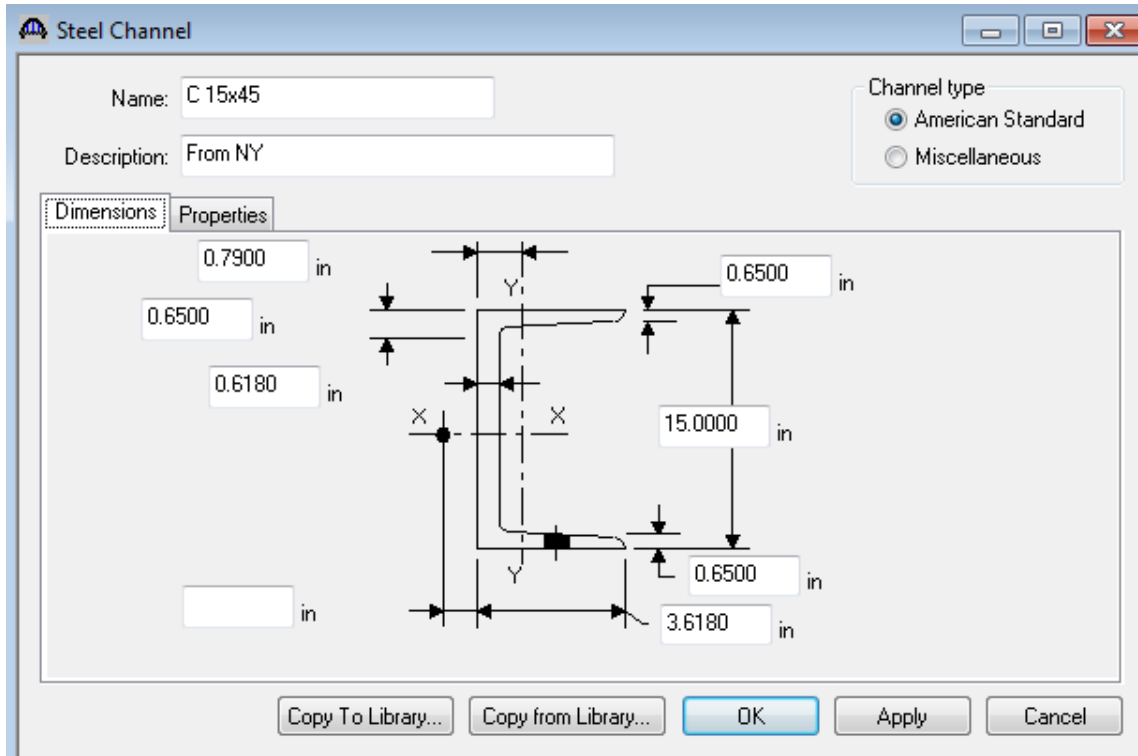 Steel Channel
Name: C 15x45
Channel type
American Standard
Description: From NY
Miscellaneous
Dimensions Properties
0.7900 in
Y
0.6500 in
0.6500 in
0.6180 in
X X
15.0000 in
Y
0.6500 in
in
3.6180 in
Copy To Library... Copy from Library... OK Apply Cancel